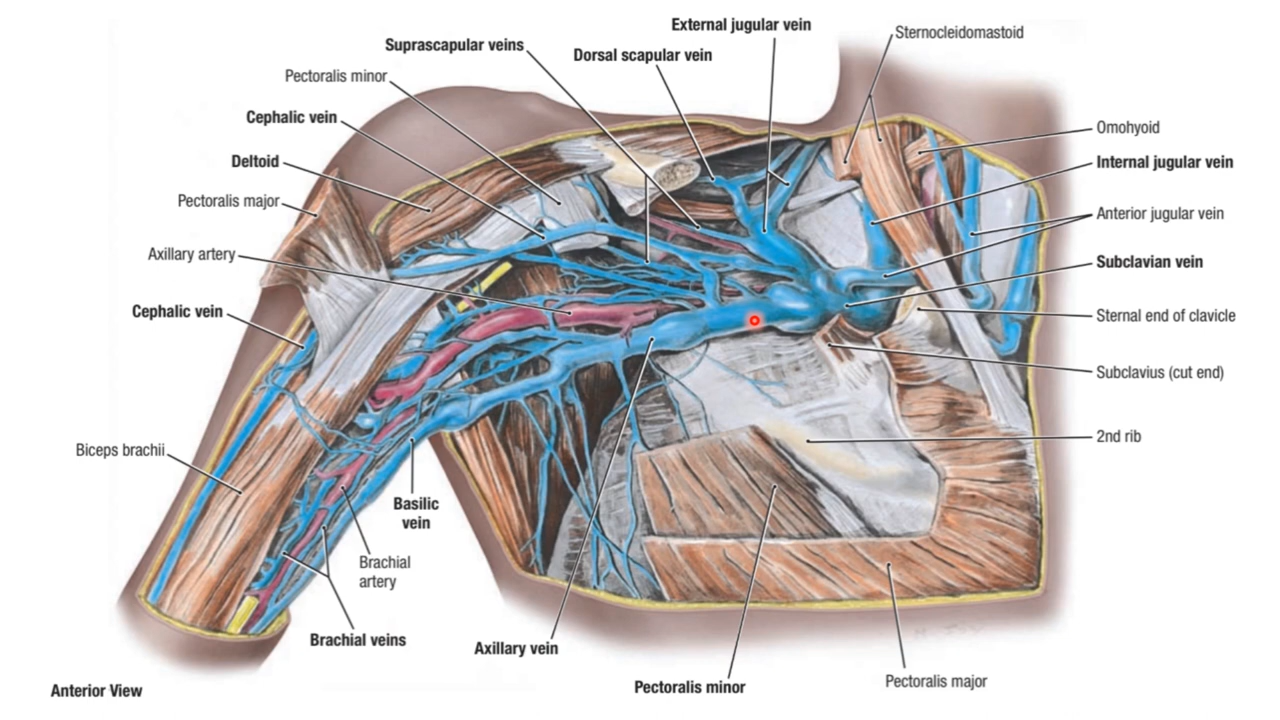 External jugular vein
Sternocleidomastoid
Suprascapular veins
Dorsal scapular vein
Pectoralis minor
Cephalic vein
Omohyoid
Deltoid
Internal jugular vein
Pectoralis major
Anterior jugular vein
Axillary artery
Subclavian vein
Cephalic vein
Sternal end of clavicle
Subclavius (cut end)
Biceps brachii
2nd rib
Basilic
vein
Brachial
artery
Brachial veins
Axillary vein
Pectoralis minor
Pectoralis major
Anterior View